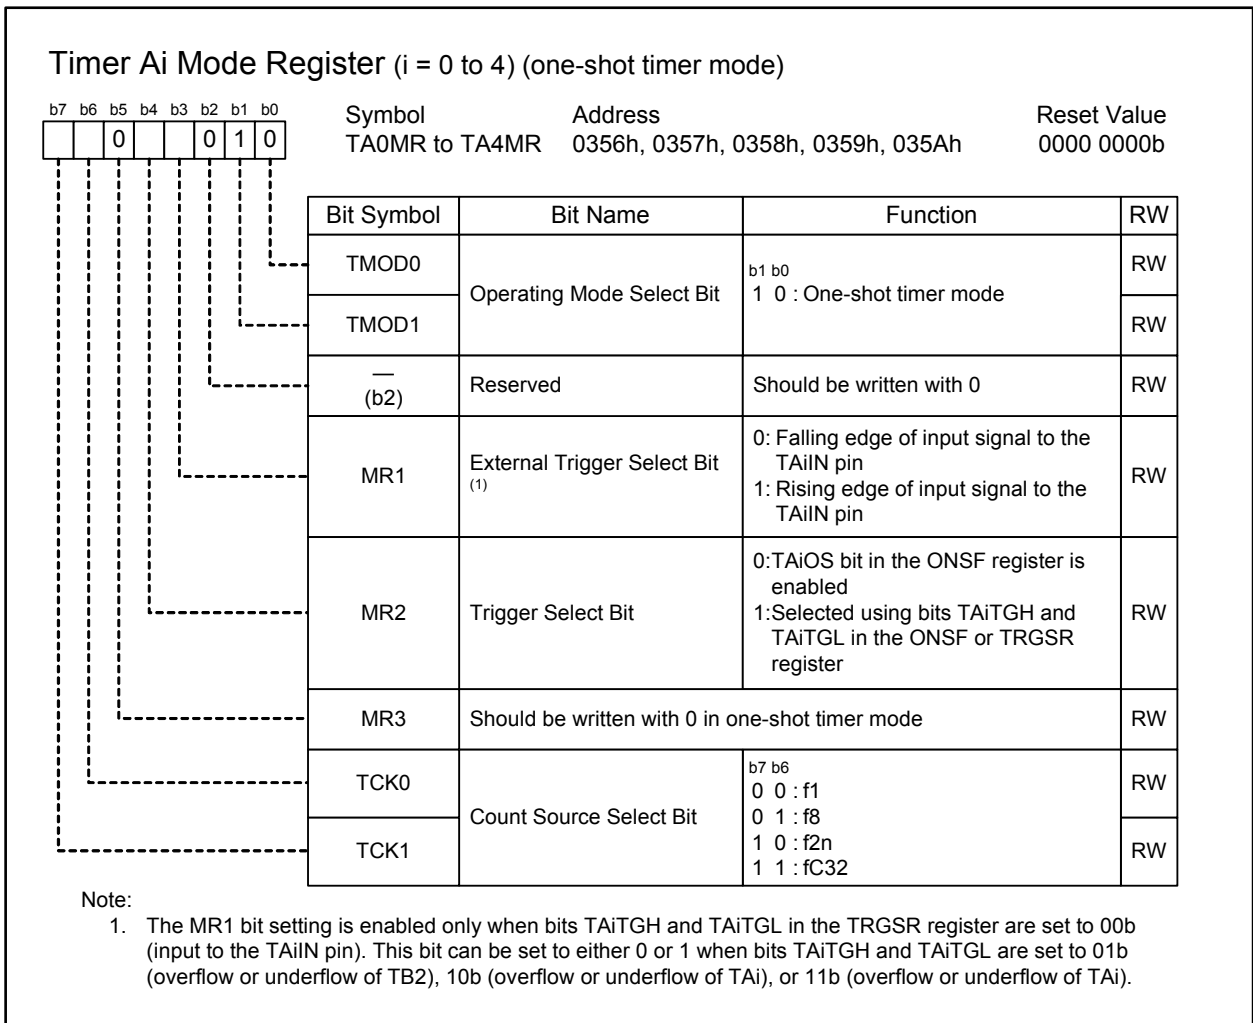 Timer Ai Mode Register (i = 0 to 4) (one-shot timer mode)
b7 b6 b5 b4 b3 b2 b1 b0
0 0 1 0
Symbol Address Reset Value
TA0MR to TA4MR 0356h, 0357h, 0358h, 0359h, 035Ah 0000 0000b
Bit Symbol Bit Name Function RW
TMOD0 RW
Operating Mode Select Bit
b1 b0
1 0 : One-shot timer mode
TMOD1 RW
—
(b2)
Reserved Should be written with 0 RW
MR1
External Trigger Select Bit
(1)
0: Falling edge of input signal to the
TAiIN pin
1: Rising edge of input signal to the
TAiIN pin
RW
MR2 Trigger Select Bit
0:TAiOS bit in the ONSF register is
enabled
1:Selected using bits TAiTGH and
TAiTGL in the ONSF or TRGSR
register
RW
MR3 Should be written with 0 in one-shot timer mode RW
TCK0 RW
Count Source Select Bit
b7 b6
0 0 : f1
0 1 : f8
1 0 : f2n
1 1 : fC32
TCK1 RW
Note:
1. The MR1 bit setting is enabled only when bits TAiTGH and TAiTGL in the TRGSR register are set to 00b
(input to the TAiIN pin). This bit can be set to either 0 or 1 when bits TAiTGH and TAiTGL are set to 01b
(overflow or underflow of TB2), 10b (overflow or underflow of TAi), or 11b (overflow or underflow of TAi).